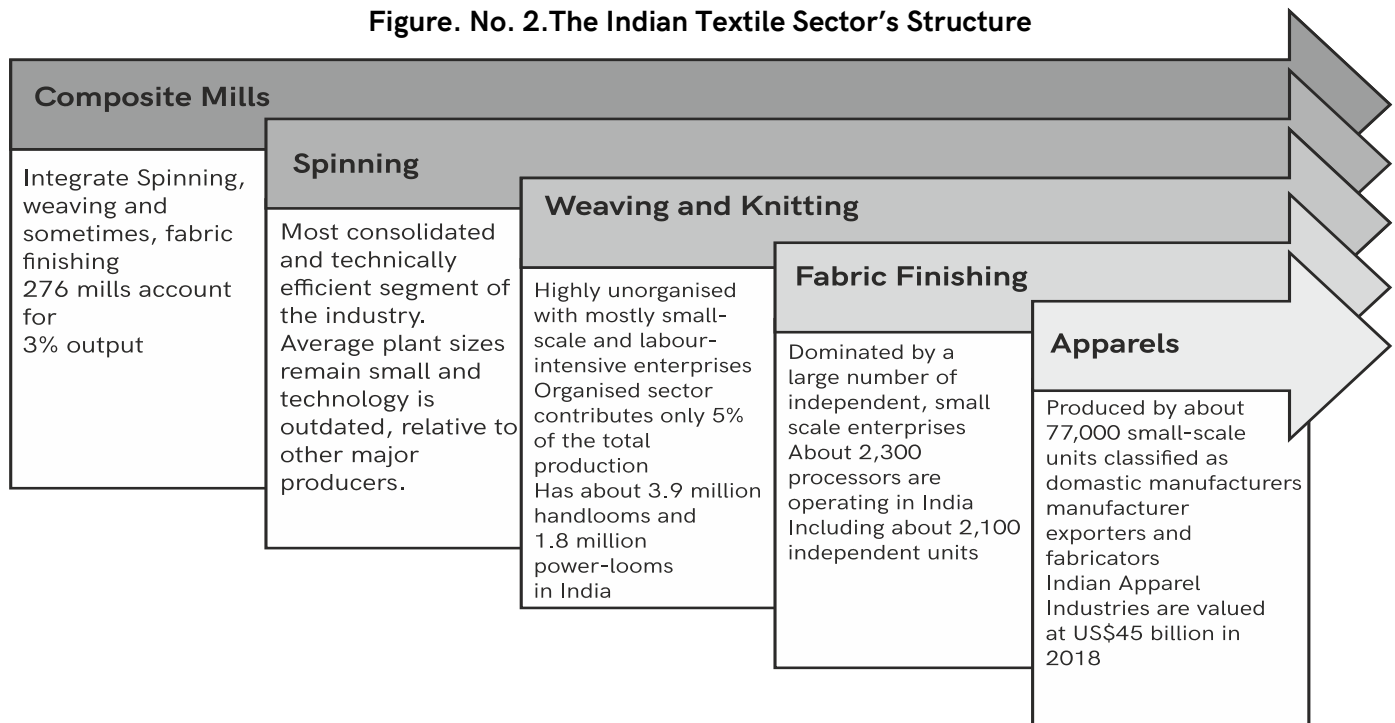 Figure. No. 2.The Indian Textile Sector's Structure
Composite Mills
Integrate Spinning,
weaving and
sometimes, fabric
finishing
276 mills account
for
3% output
Spinning
Most consolidated
and technically
efficient segment of
the industry.
Average plant sizes
remain small and
technology is
outdated, relative to
other major
producers.
Weaving and Knitting
Highly unorganised
with mostly small-
scale and labour-
intensive enterprises
Organised sector
contributes only 5%
of the total
production
Has about 3.9 million
handlooms and
1.8 million
power-looms
in India
Fabric Finishing
Dominated by a
large number of
independent, small
scale enterprises
About 2,300
processors are
operating in India
Including about 2,100
independent units
Apparels
Produced by about
77,000 small-scale
units classified as
domastic manufacturers
manufacturer
exporters and
fabricators
Indian Apparel
Industries are valued
at US$45 billion in
2018